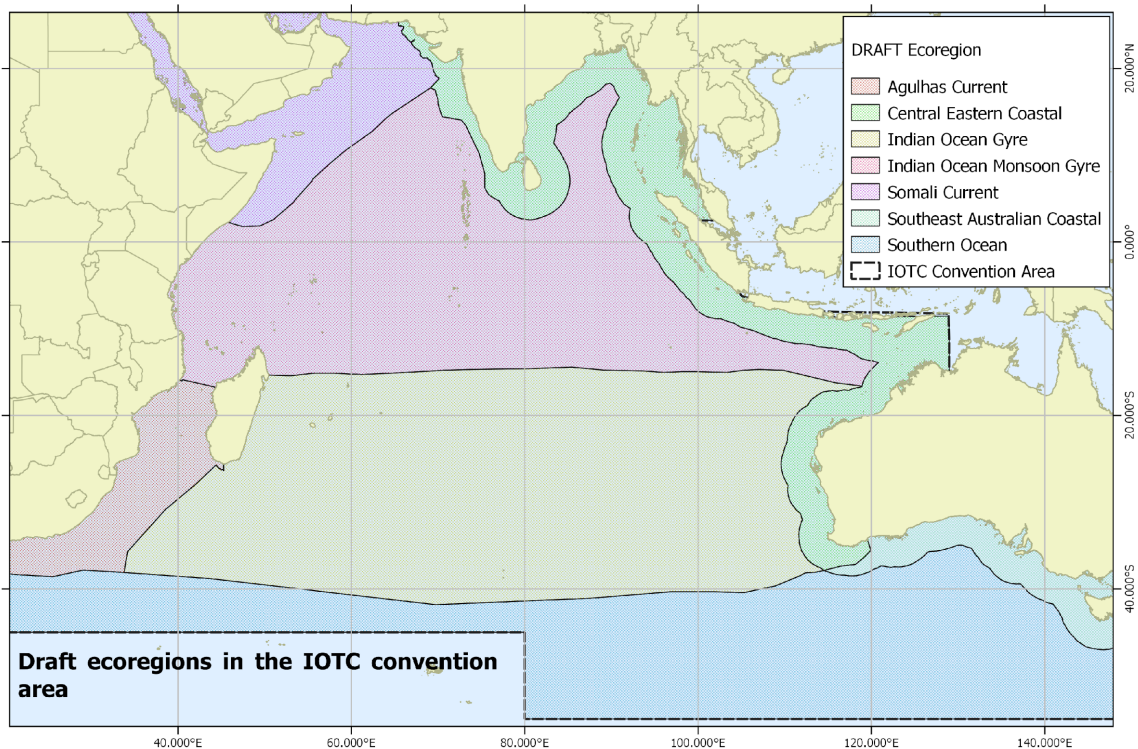 DRAFT Ecoregion
Agulhas Current
Central Eastern Coastal
Indian Ocean Gyre
Indian Ocean Monsoon Gyre
Somali Current
Southeast Australian Coastal
Southern Ocean
IOTC Convention Area
20.000°N
0.000°
20.000°S
40.000°S
Draft ecoregions in the IOTC convention
area
40.000°E
60.000°E
80.000°E
100.000°E
120.000°E
140.000°E